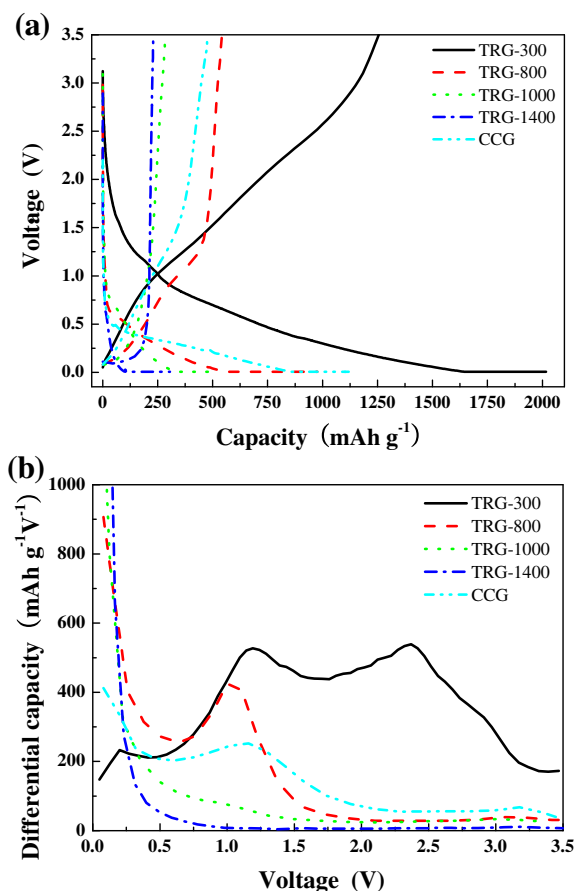 (a)
3.5
3.0
2.5
2.0
1.5
1.0
0.5
0.0
Voltage (V)
TRG-300
TRG-800
TRG-1000
TRG-1400
CCG
0 250 500 750 1000 1250 1500 1750 2000
Capacity (mAh g-1)
(b)
1000
800
600
400
200
0
Differential capacity (mAh g-1V-1)
TRG-300
TRG-800
TRG-1000
TRG-1400
CCG
0.0 0.5 1.0 1.5 2.0 2.5 3.0 3.5
Voltage (V)